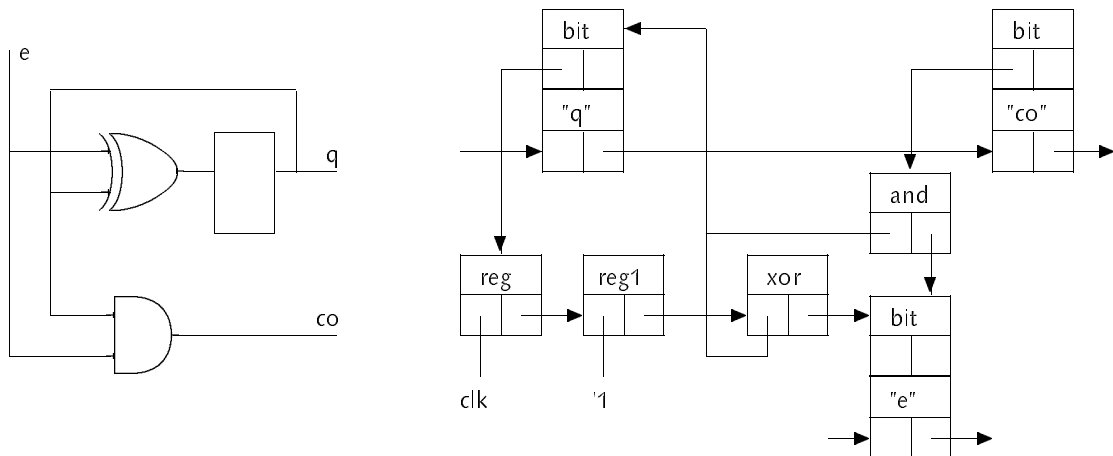 e
q
co
bit
"q"
bit
"co"
and
reg
reg1
xor
bit
"e"
clk
'1